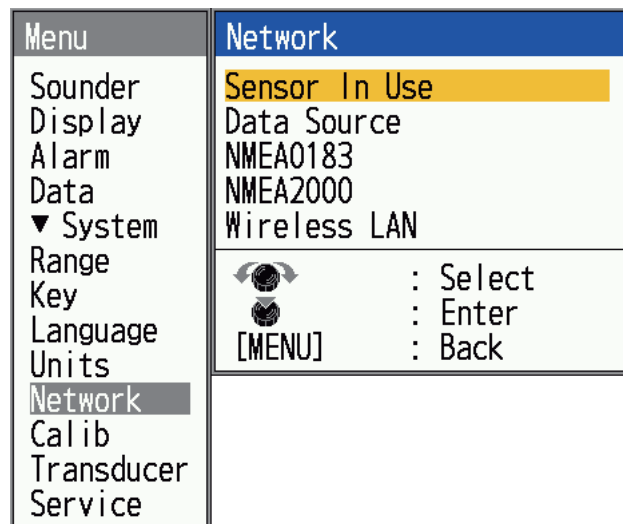 Menu
Sounder
Display
Alarm
Data
▼ System
Range
Key
Language
Units
Network
Calib
Transducer
Service
Network
Sensor In Use
Data Source
NMEA0183
NMEA2000
Wireless LAN
: Select
: Enter
[MENU] : Back